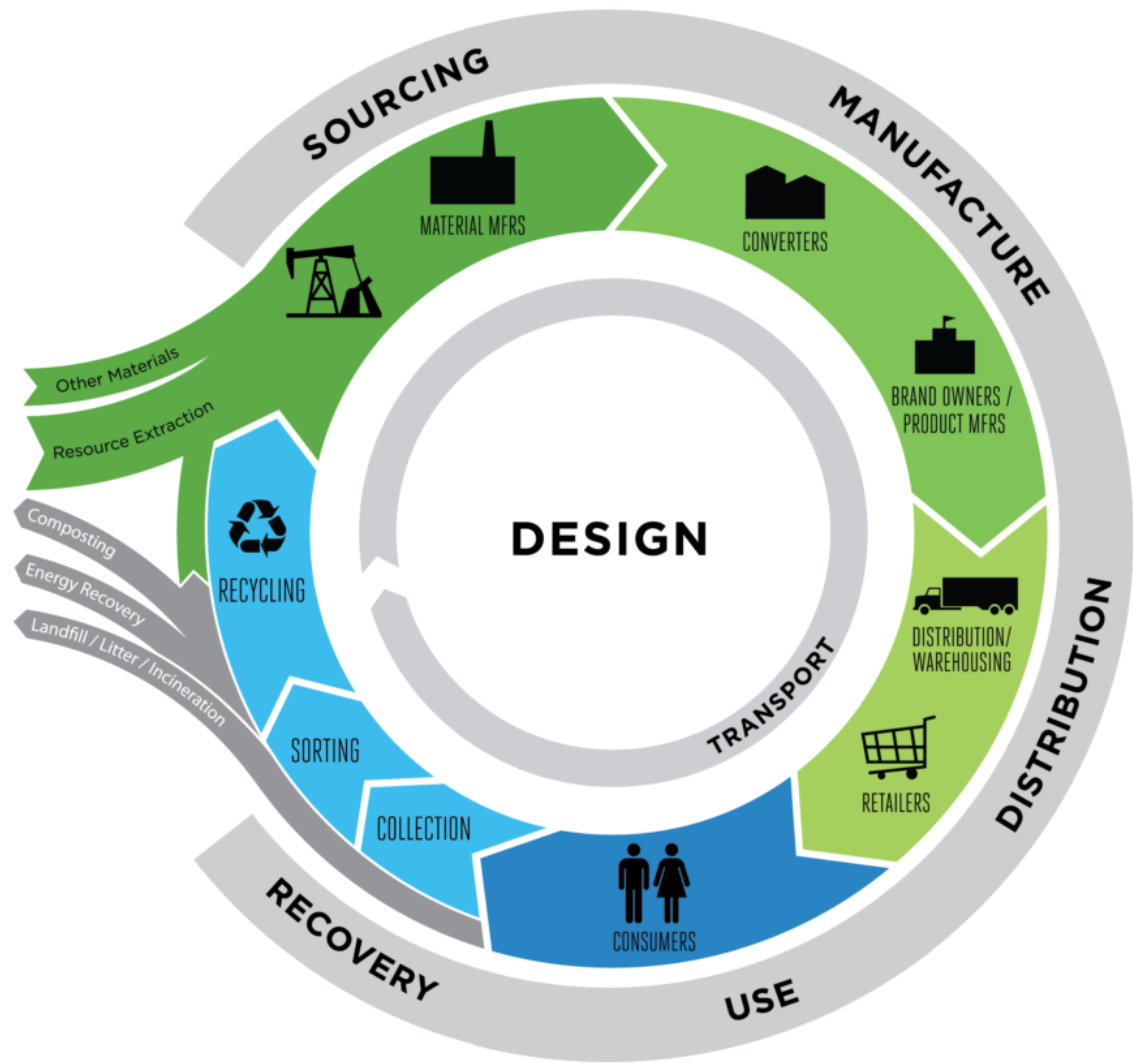 SOURCING
MANUFACTURE
MATERIAL MFRS
CONVERTERS
Other Materials
Resource Extraction
BRAND OWNERS /
PRODUCT MFRS
Composting
Energy Recovery
Landfill / Litter / Incineration
RECYCLING
DESIGN
DISTRIBUTION/
WAREHOUSING
DISTRIBUTION
TRANSPORT
SORTING
RETAILERS
COLLECTION
CONSUMERS
RECOVERY
USE